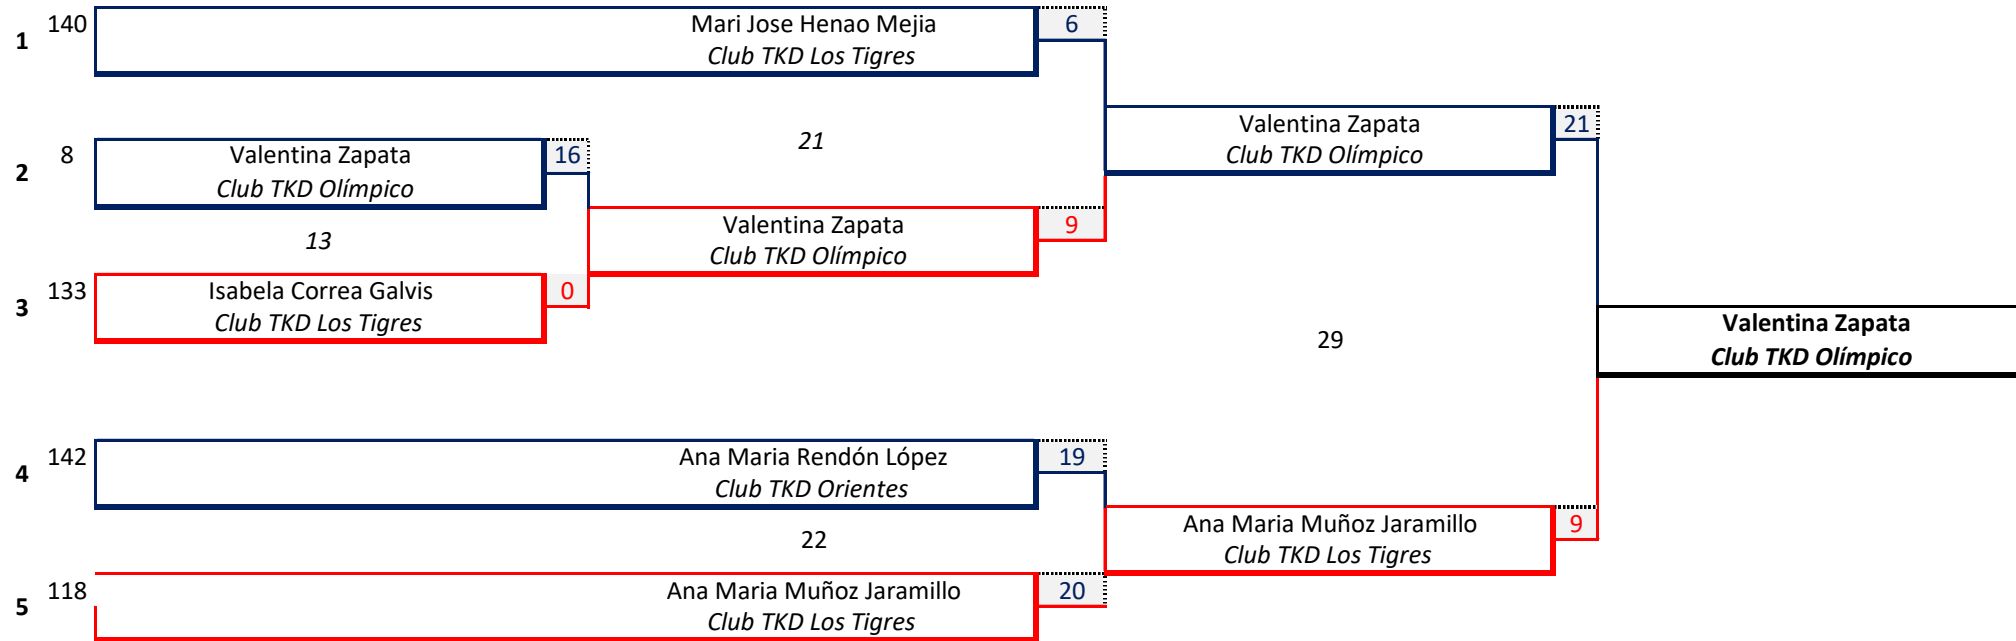 140 Mari Jose Henao Mejia 6
1 Club TKD Los Tigres
8 Valentina Zapata 16 21 Valentina Zapata 21
2 Club TKD Olímpico Club TKD Olímpico
13 Valentina Zapata 9
Club TKD Olímpico
133 Isabela Correa Galvis 0
3 Club TKD Los Tigres 29 Valentina Zapata
Club TKD Olímpico
142 Ana Maria Rendón López 19
4 Club TKD Orientes
22 Ana Maria Muñoz Jaramillo 9
Club TKD Los Tigres
118 Ana Maria Muñoz Jaramillo 20
5 Club TKD Los Tigres